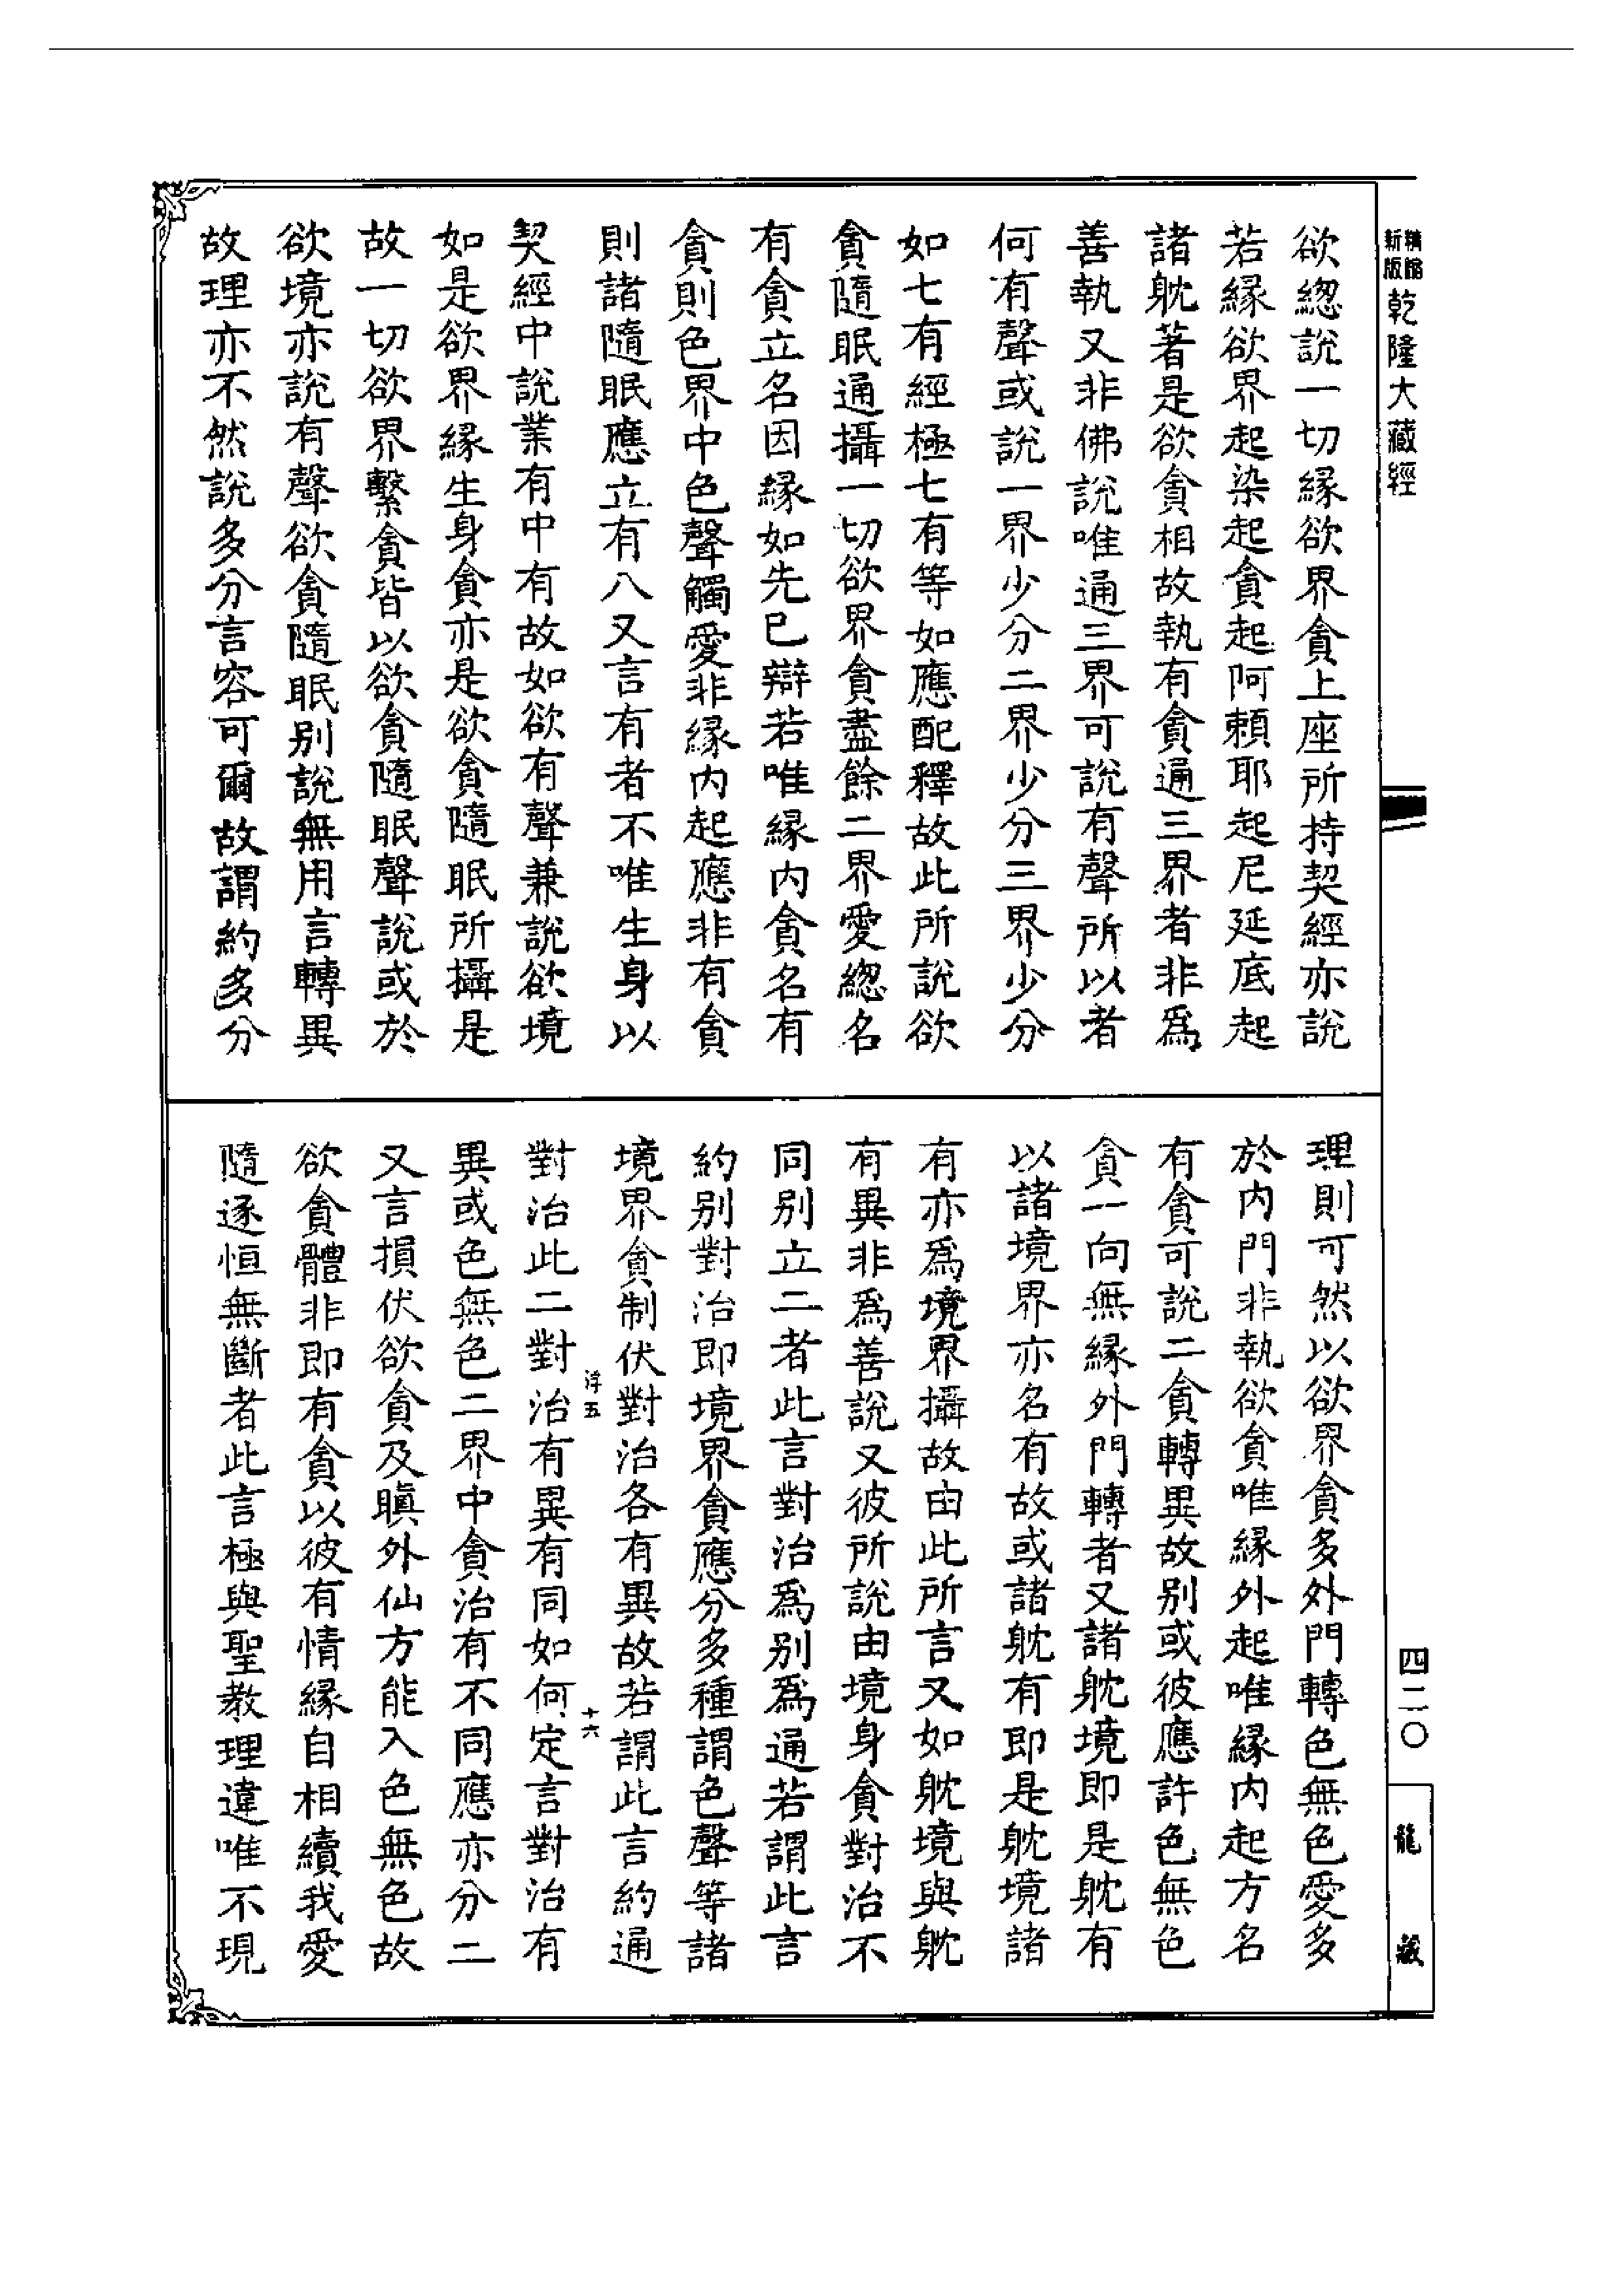 精縮新版乾隆大藏經
欲緫說一切緣欲界貪上座所持契經亦說
若緣欲界起染起貪起阿賴耶起尼延底起
諸躭著是欲貪相故執有貪通三界者非爲
善執又非佛說唯通三界可說有聲所以者
何有聲或說一界少分二界少分三界少分
如七有經極七有等如應配釋故此所說欲
貪隨眠通攝一切欲界貪盡餘二界愛緫名
有貪立名因緣如先已辯若唯緣內貪名有
貪則色界中色聲觸愛非緣內起應非有貪
則諸隨眠應立有八又言有者不唯生身以
契經中說業有中有故如欲有聲兼說欲境
如是欲界緣生身貪亦是欲貪隨眠所攝是
故一切欲界繫貪皆以欲貪隨眠聲說或於
欲境亦說有聲欲貪隨眠別說無用言轉異
故理亦不然說多分言容可爾故謂約多分
理則可然以欲界貪多外門轉色無色愛多
於內門非執欲貪唯緣外起唯緣內起方名
有貪可說二貪轉異故別或彼應許色無色
貪一向無緣外門轉者又諸躭境即是躭有
以諸境界亦名有故或諸躭有即是躭境諸
有亦爲境界攝故由此所言又如躭境與躭
有異非爲善說又彼所說由境身貪對治不
同別立二者此言對治爲別爲通若謂此言
約別對治即境界貪應分多種謂色聲等諸
境界貪制伏對治各有異故若謂此言約通
浮五
十六
對治此二對治有異有同如何定言對治有
異或色無色二界中貪治有不同應亦分二
又言損伏欲貪及瞋外仙方能入色無色故
欲貪體非即有貪以彼有情緣自相續我愛
隨逐恒無斷者此言極與聖教理違唯不現
四二〇
龍藏